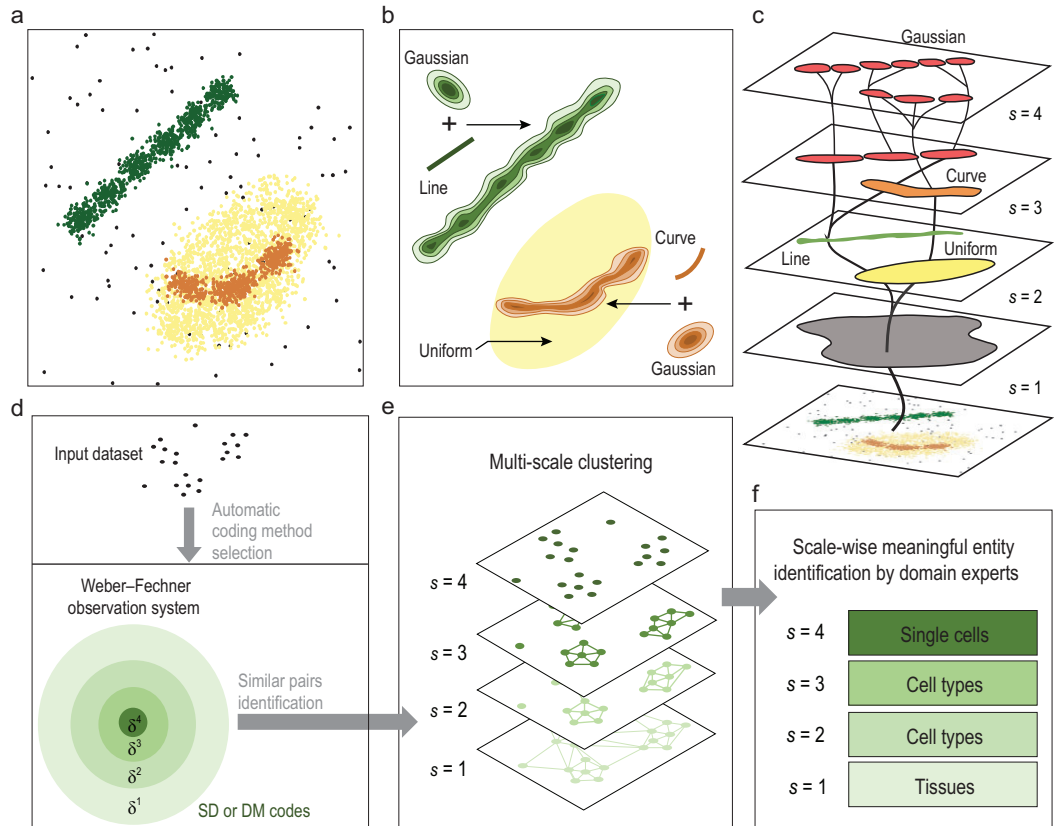 a
b
c
Gaussian
+
Line
Curve
+
Uniform
Gaussian
Gaussian
s = 4
Curve
s = 3
Line
Uniform
s = 2
s = 1
d
Input dataset
Automatic
coding method
selection
Weber–Fechner
observation system
δ4
δ3
δ2
δ1
SD or DM codes
Similar pairs
identification
e
Multi-scale clustering
s = 4
s = 3
s = 2
s = 1
f
Scale-wise meaningful entity
identification by domain experts
s = 4 Single cells
s = 3 Cell types
s = 2 Cell types
s = 1 Tissues